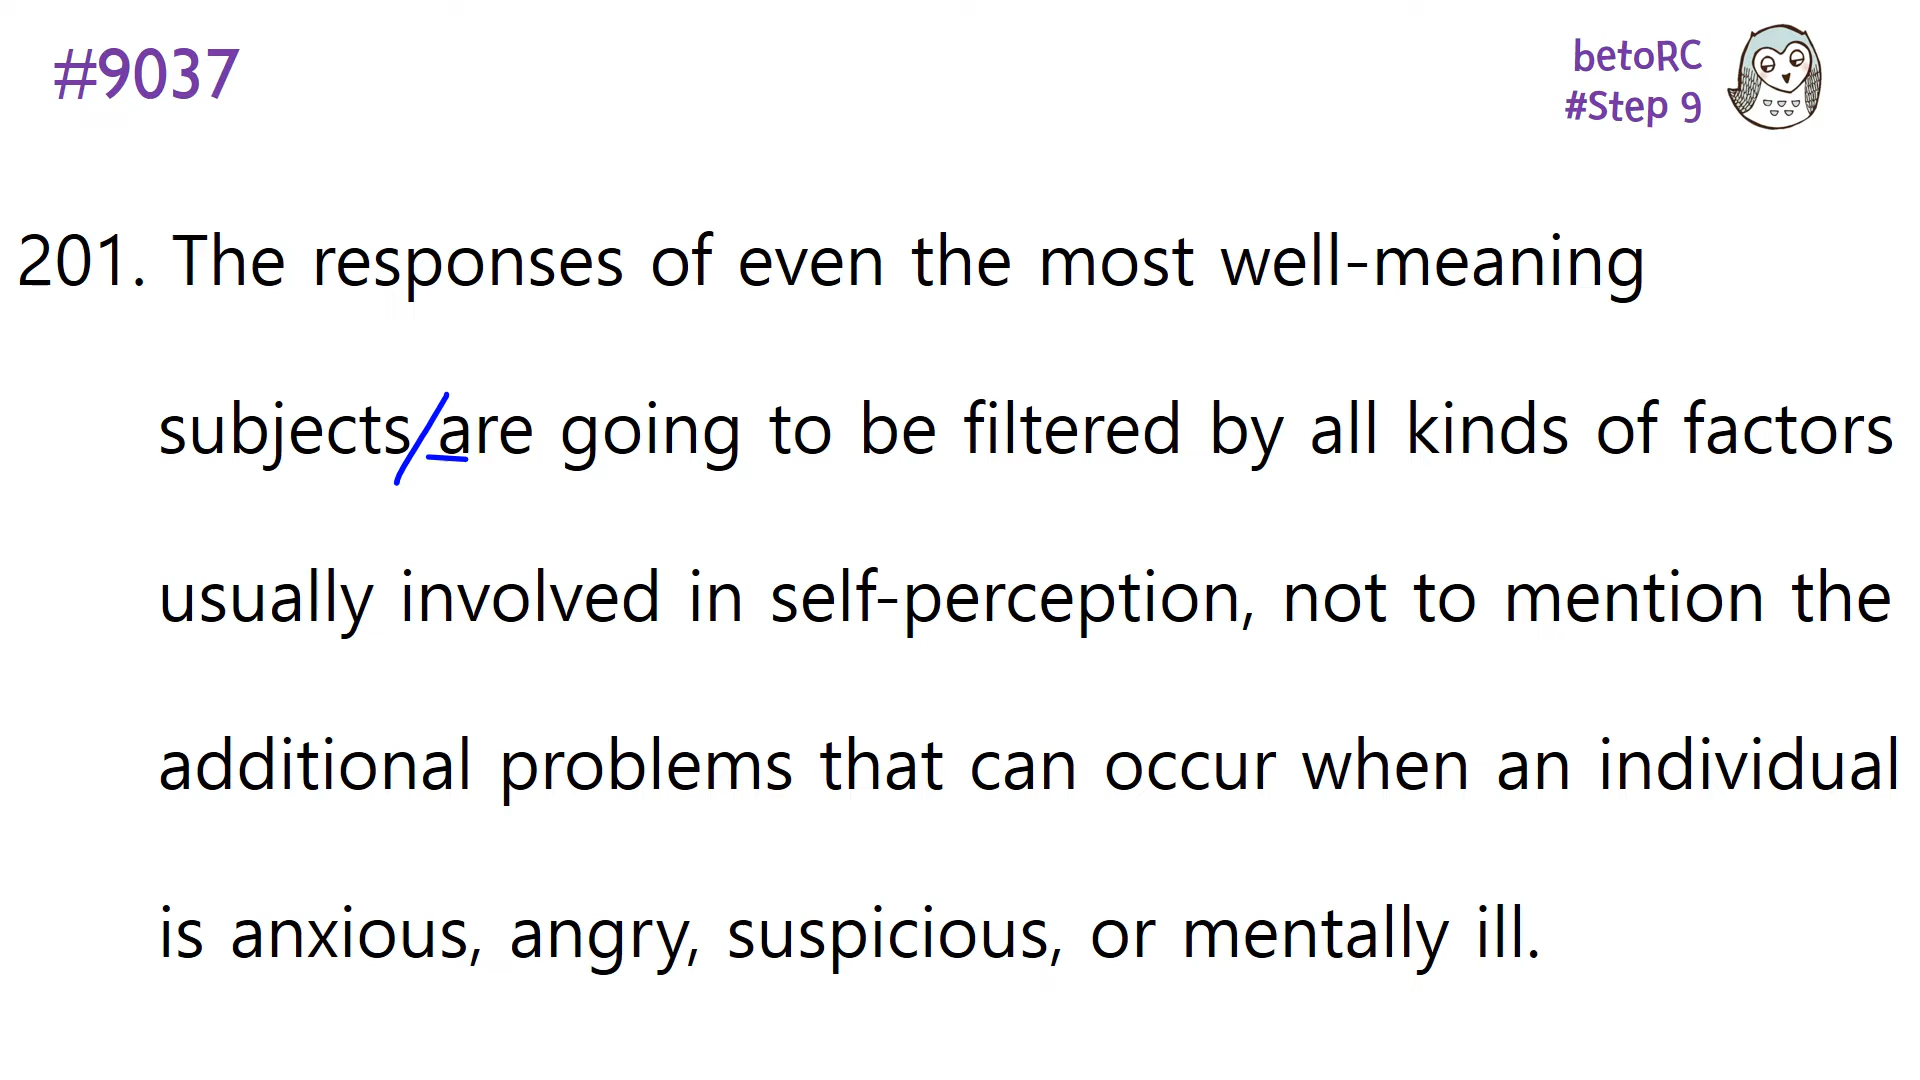 #9037
betoRC
#Step 9
201. The responses of even the most well-meaning
subjects are going to be filtered by all kinds of factors
usually involved in self-perception, not to mention the
additional problems that can occur when an individual
is anxious, angry, suspicious, or mentally ill.